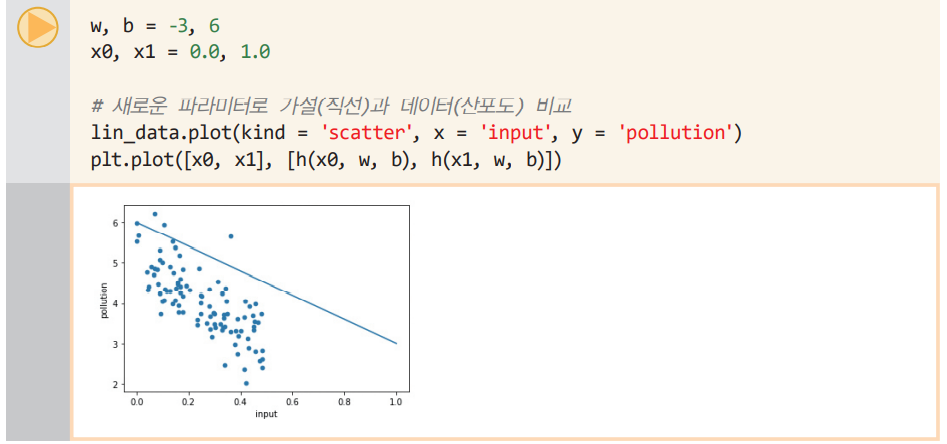 w, b = -3, 6
x0, x1 = 0.0, 1.0
# 새로운 파라미터로 가설(직선)과 데이터(산포도) 비교
lin_data.plot(kind = 'scatter', x = 'input', y = 'pollution')
plt.plot([x0, x1], [h(x0, w, b), h(x1, w, b)])
6
5
4
3
2
pollution
0.0 0.2 0.4 0.6 0.8 1.0
input